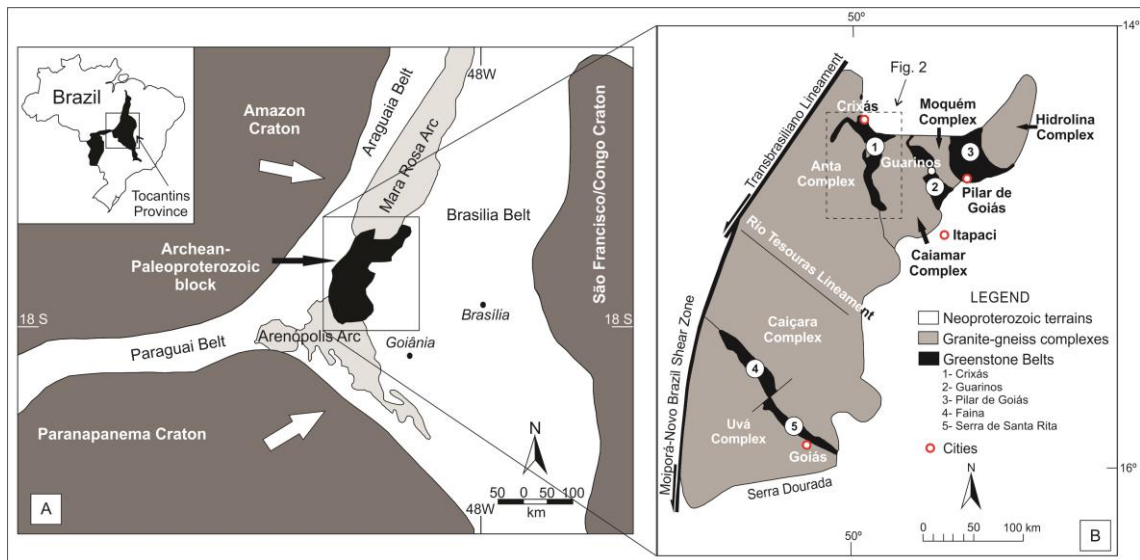 Brazil
Tocantins
Province
48W
Amazon
Craton
Araguaia Belt
Mara Rosa Arc
São Francisco/Congo Craton
Brasilia Belt
Archean-
Paleoproterozoic
block
Brasília
18 S
18 S
Arenópolis Arc
Goiânia
Paraguai Belt
Paranapanema Craton
N
50 0 50 100
km
48W
A
50°
14°
Fig. 2
Transbrasiliano Lineament
Crixás
Moquém
Complex
Hidrolina
Complex
1
3
Guarinos
Anta
Complex
2
Pilar de
Goiás
Itapaci
Rio Tesouras Lineament
Caiamar
Complex
Moiporá-Novo Brazil Shear Zone
Caiçara
Complex
LEGEND
Neoproterozoic terrains
Granite-gneiss complexes
Greenstone Belts
1- Crixás
2- Guarinos
3- Pilar de Goiás
4- Faina
5- Serra de Santa Rita
Cities
4
Uvá
Complex
5
Goiás
N
16°
Serra Dourada
50°
0 50 100 km
B